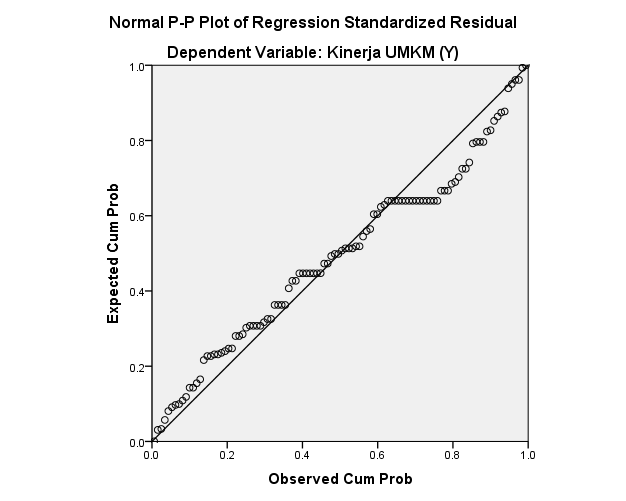 Normal P-P Plot of Regression Standardized Residual
Dependent Variable: Kinerja UMKM (Y)
Expected Cum Prob
1.0
0.8
0.6
0.4
0.2
0.0
0.0 0.2 0.4 0.6 0.8 1.0
Observed Cum Prob